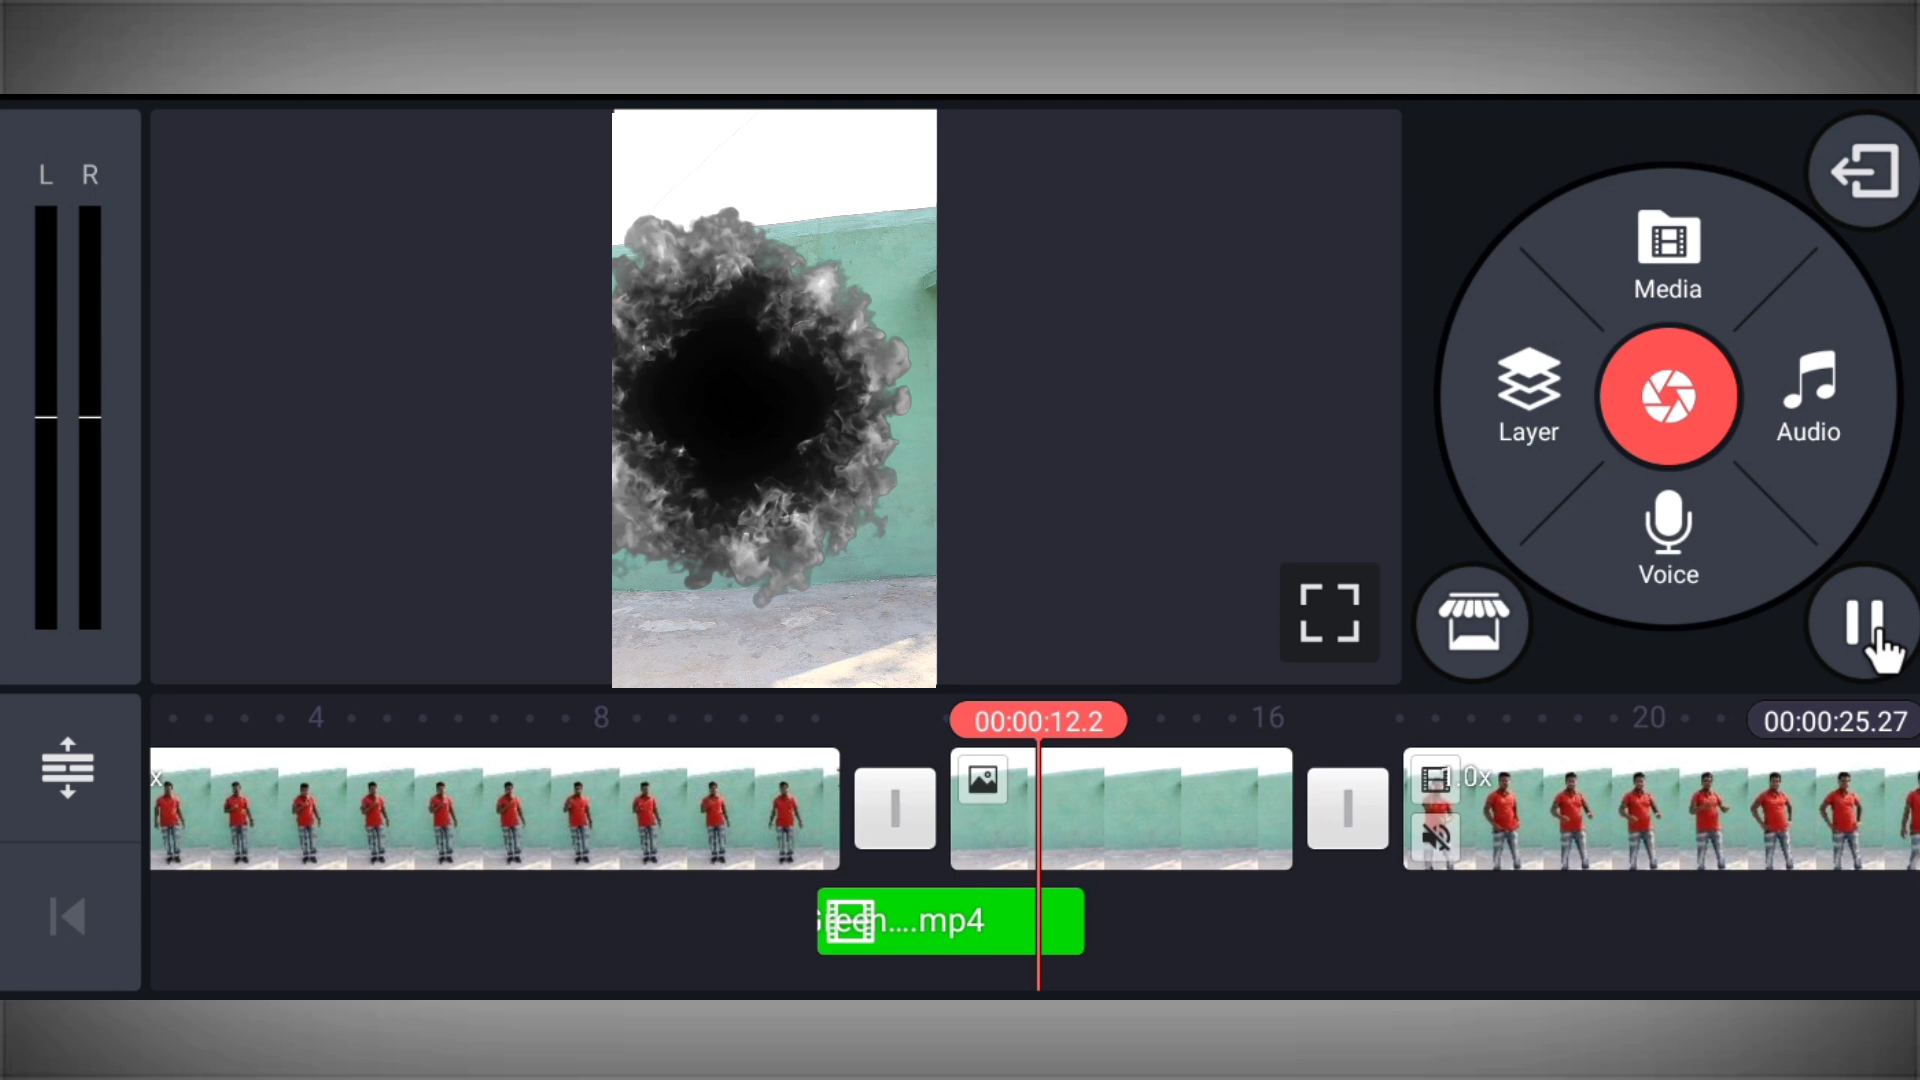 L R
Media
Layer
Audio
Voice
4
8
00:00:12.2
16
20
00:00:25.27
x
1.0x
Green....mp4